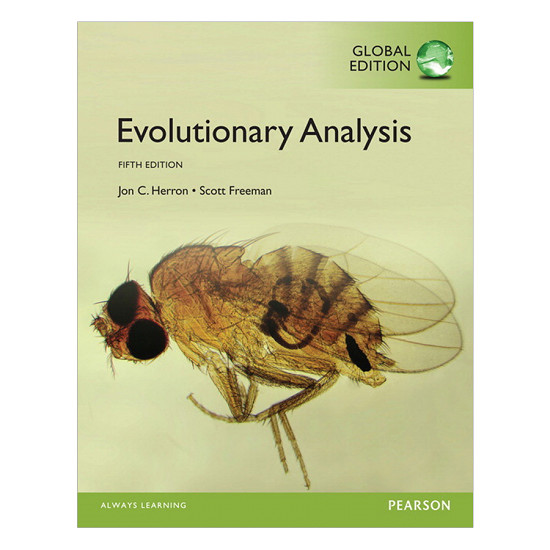 GLOBAL
EDITION
Evolutionary Analysis
FIFTH EDITION
Jon C. Herron • Scott Freeman
ALWAYS LEARNING
PEARSON